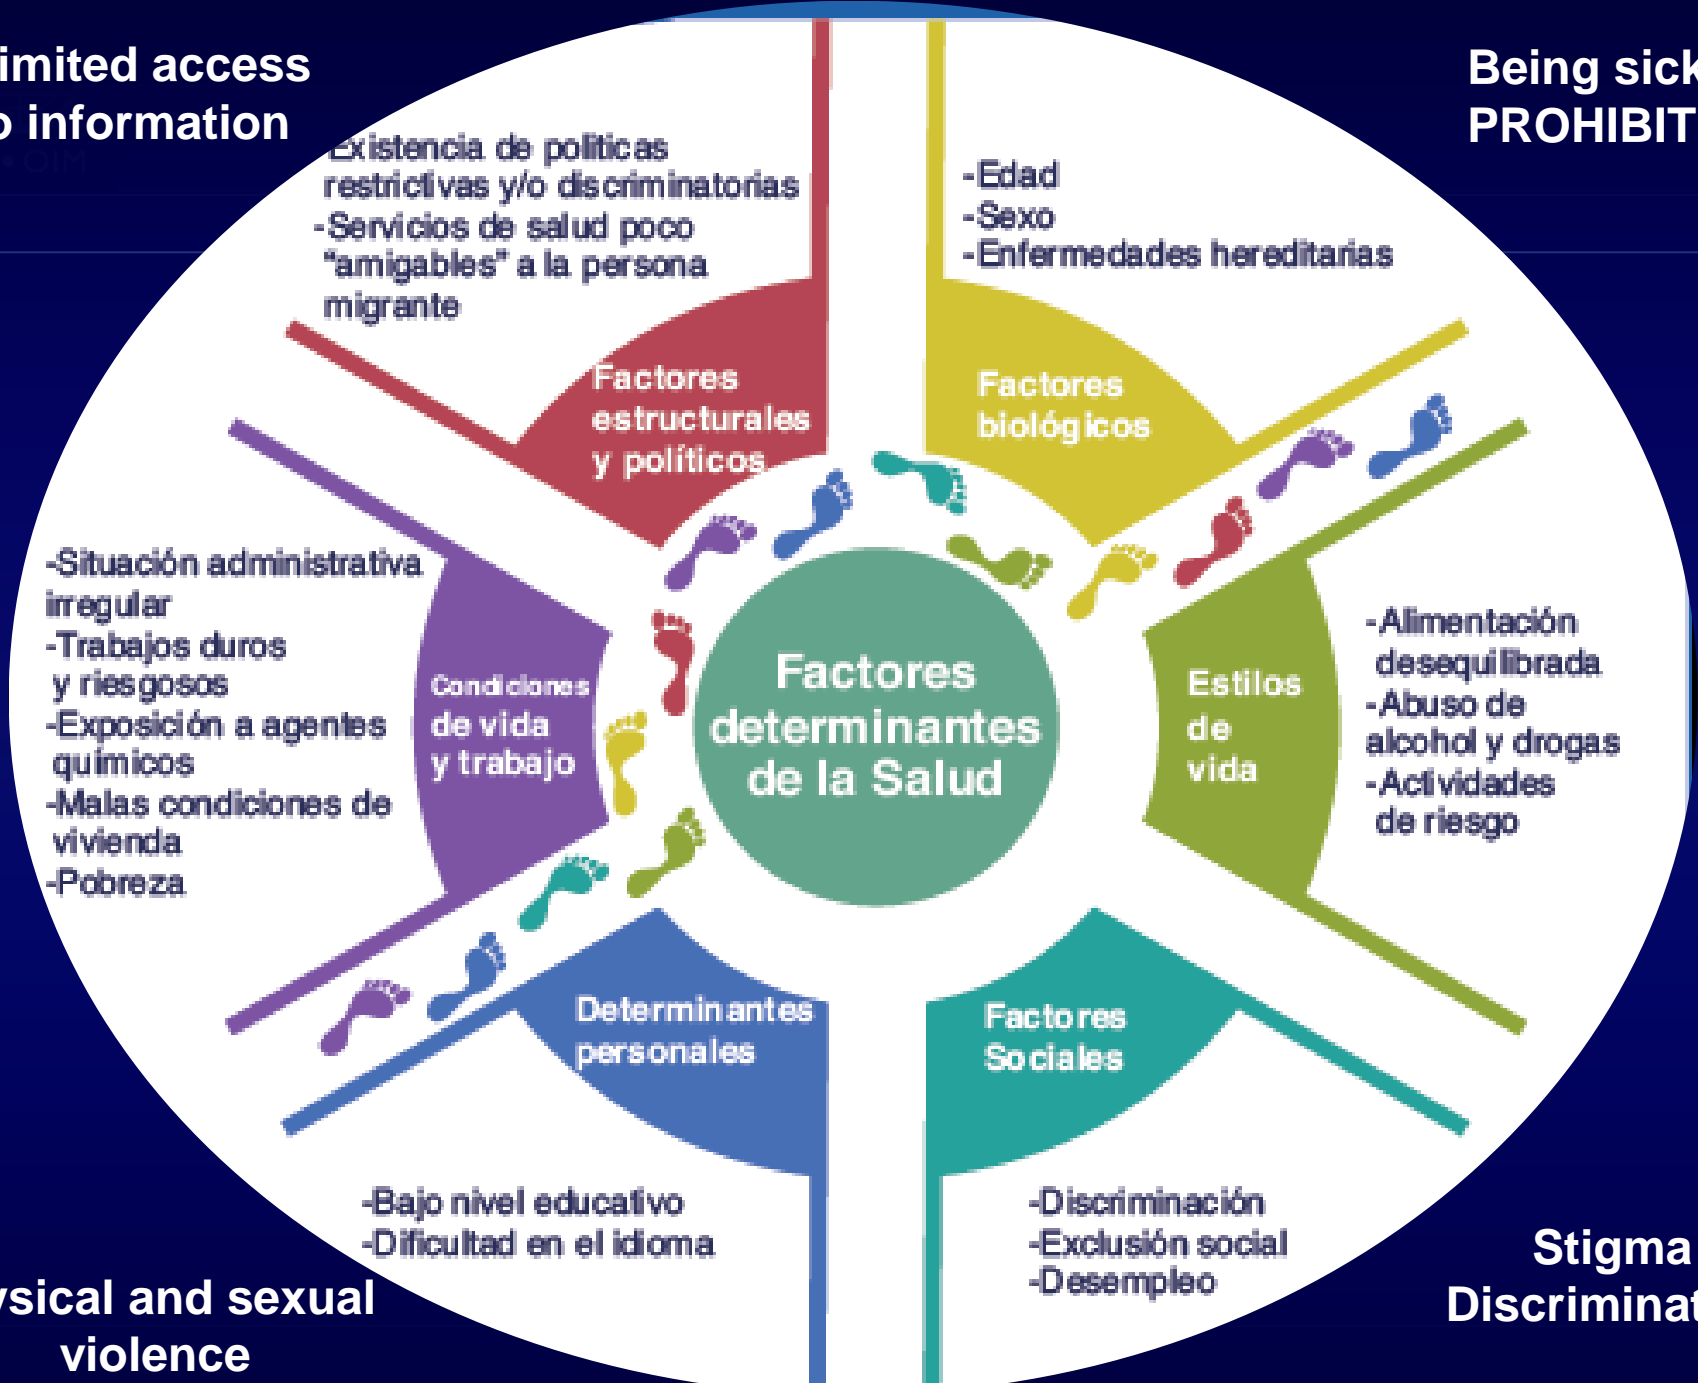 imited access
o information
• OIM
Being sick
PROHIBIT
Existencia de políticas
restrictivas y/o discriminatorias
-Servicios de salud poco
“amigables” a la persona
migrante
-Edad
-Sexo
-Enfermedades hereditarias
Factores
estructurales
y políticos
Factores
biológicos
-Situación administrativa
irregular
-Trabajos duros
y riesgosos
-Exposición a agentes
químicos
-Malas condiciones de
vivienda
-Pobreza
Condiciones
de vida
y trabajo
Factores
determinantes
de la Salud
Estilos
de
vida
-Alimentación
desequilibrada
-Abuso de
alcohol y drogas
-Actividades
de riesgo
Determinantes
personales
Factores
Sociales
-Bajo nivel educativo
-Dificultad en el idioma
-Discriminación
-Exclusión social
-Desempleo
ysical and sexual
violence
Stigma
Discriminat